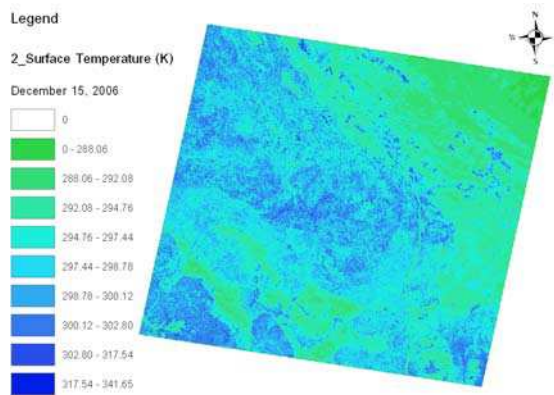 Legend
2_Surface Temperature (K)
December 15, 2006
0
0 - 288.06
288.06 - 292.08
292.08 - 294.76
294.76 - 297.44
297.44 - 298.78
298.78 - 300.12
300.12 - 302.80
302.80 - 317.54
317.54 - 341.65
N
W E
S